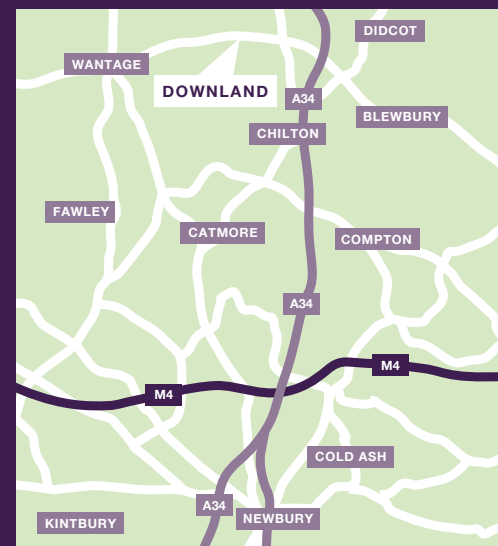 DIDCOT
WANTAGE
DOWNLAND
A34
BLEWBURY
CHILTON
FAWLEY
CATMORE
COMPTON
A34
M4
M4
COLD ASH
A34
NEWBURY
KINTBURY